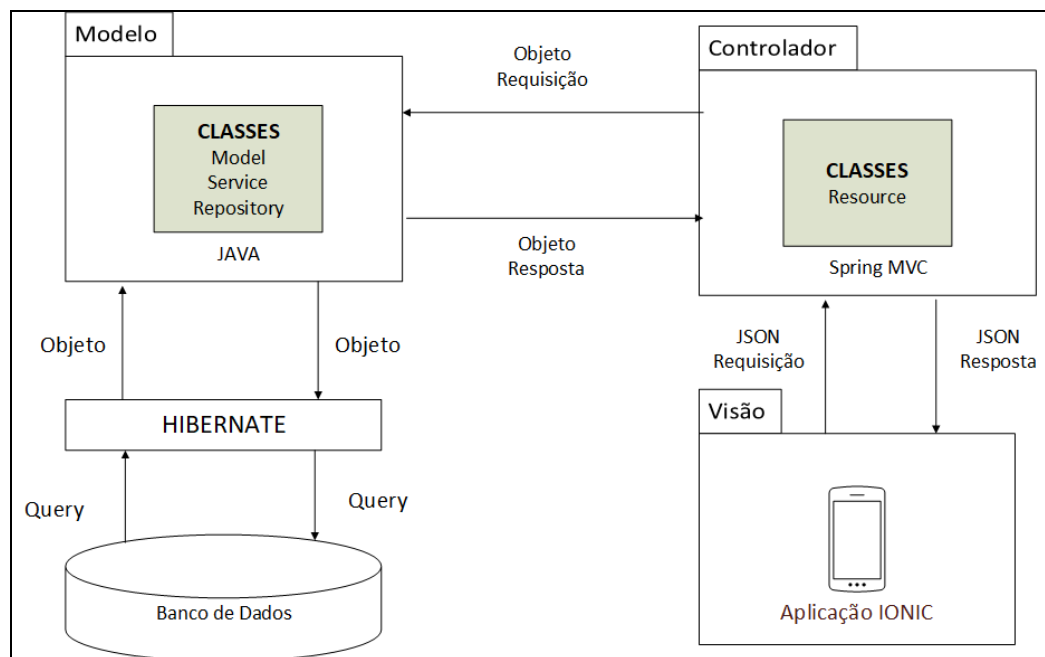 Modelo
CLASSES
Model
Service
Repository
JAVA
Objeto
Requisição
Objeto
Resposta
Controlador
CLASSES
Resource
Spring MVC
Objeto
Objeto
HIBERNATE
Query
Query
Banco de Dados
JSON
Requisição
JSON
Resposta
Visão
Aplicação IONIC